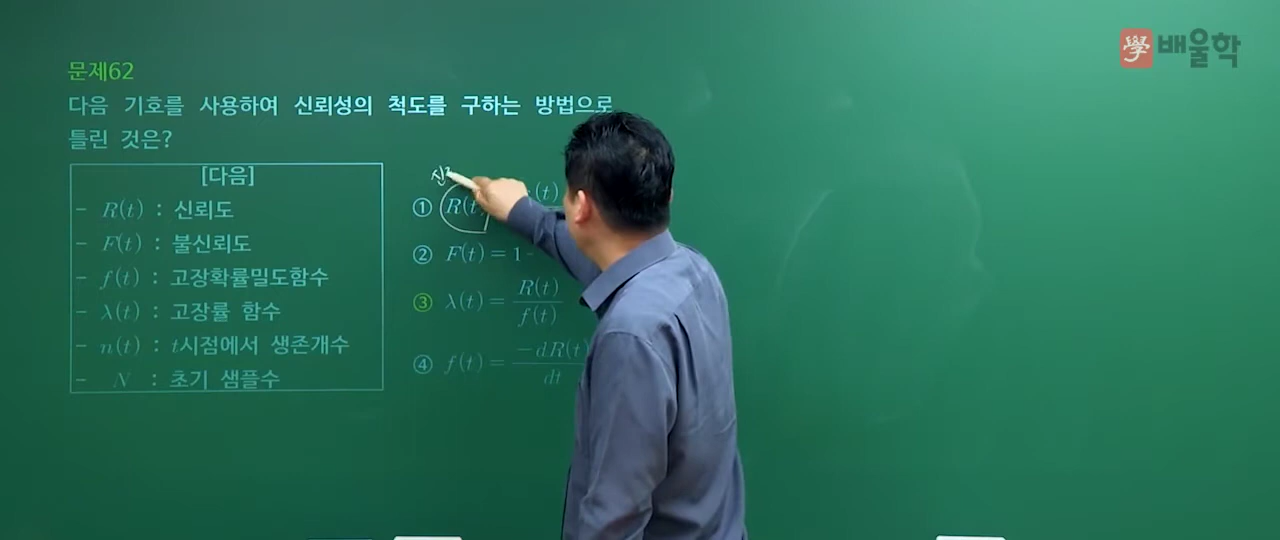 學 배울학
문제62
다음 기호를 사용하여 신뢰성의 척도를 구하는 방법으로
틀린 것은?
[다음]
- R(t) : 신뢰도
- F(t) : 불신뢰도
- f(t) : 고장확률밀도함수
- λ(t) : 고장률 함수
- n(t) : t시점에서 생존개수
- N : 초기 샘플수
신
① R(t) (t)
② F(t) = 1 -
③ λ(t) = R(t) / f(t)
④ f(t) = -dR(t) / dt